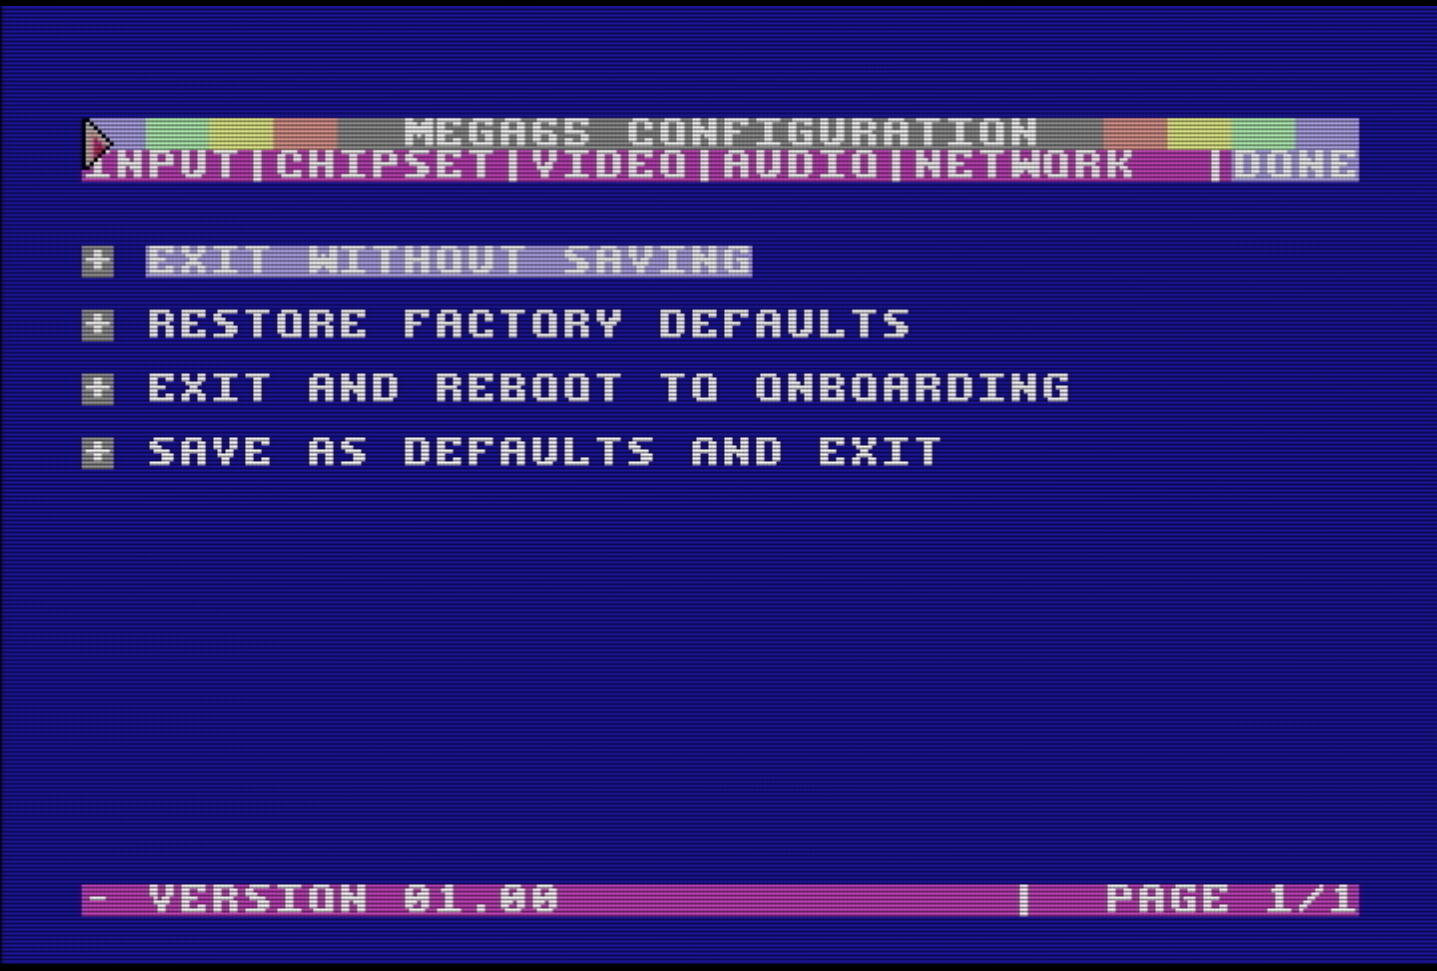 MEGA65 CONFIGURATION
INPUT|CHIPSET|VIDEO|AUDIO|NETWORK |DONE
+ EXIT WITHOUT SAVING
+ RESTORE FACTORY DEFAULTS
+ EXIT AND REBOOT TO ONBOARDING
+ SAVE AS DEFAULTS AND EXIT
- VERSION 01.00 | PAGE 1/1